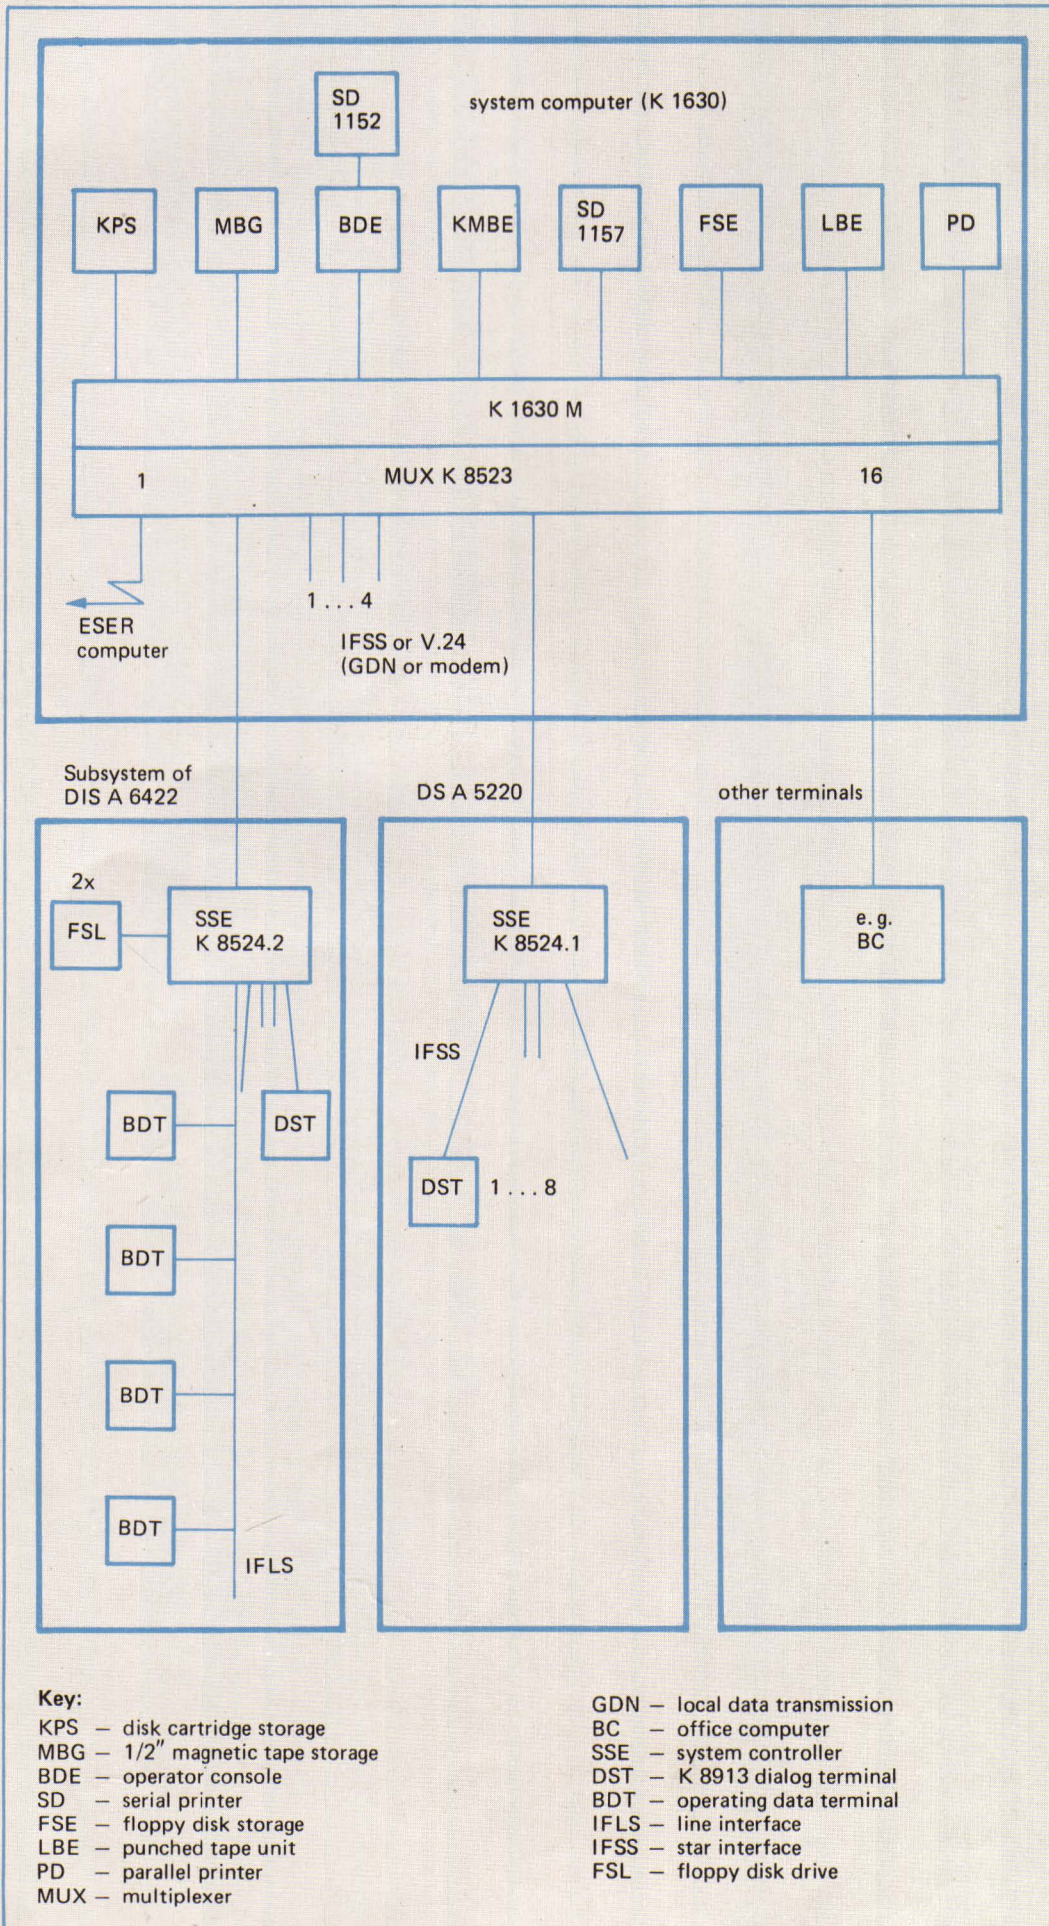 SD
1152
system computer (K 1630)
KPS
MBG
BDE
KMBE
SD
1157
FSE
LBE
PD
K 1630 M
1
MUX K 8523
16
ESER
computer
1 . . . 4
IFSS or V.24
(GDN or modem)
Subsystem of
DIS A 6422
DS A 5220
other terminals
2x
FSL
SSE
K 8524.2
BDT
DST
BDT
BDT
BDT
IFLS
SSE
K 8524.1
IFSS
DST
1 . . . 8
e. g.
BC
Key:
KPS — disk cartridge storage
MBG — 1/2" magnetic tape storage
BDE — operator console
SD — serial printer
FSE — floppy disk storage
LBE — punched tape unit
PD — parallel printer
MUX — multiplexer
GDN — local data transmission
BC — office computer
SSE — system controller
DST — K 8913 dialog terminal
BDT — operating data terminal
IFLS — line interface
IFSS — star interface
FSL — floppy disk drive